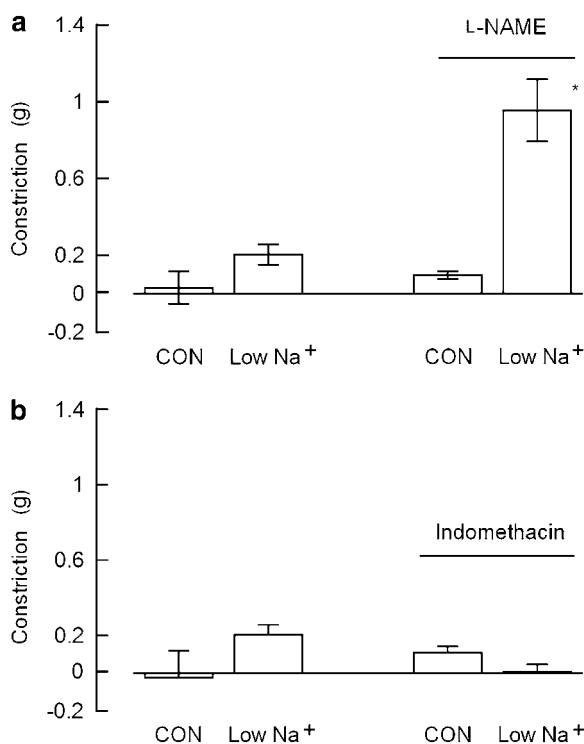 a
L-NAME
1.4
*
1
Constriction (g)
0.6
0.2
0
-0.2
CON Low Na+ CON Low Na+
b
1.4
1
Constriction (g)
Indomethacin
0.6
0.2
0
-0.2
CON Low Na+ CON Low Na+